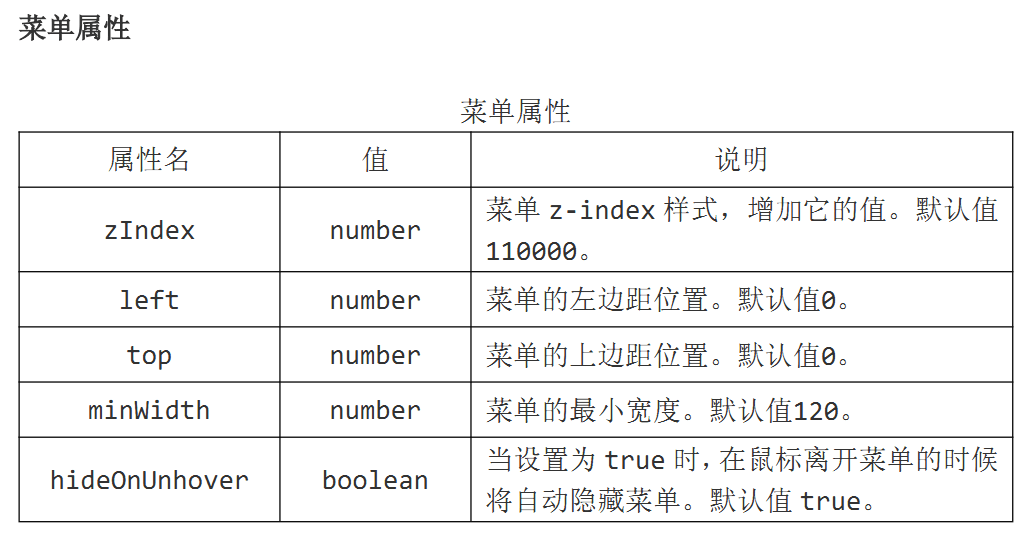 菜单属性
菜单属性
属性名 值 说明
zIndex number 菜单 z-index 样式，增加它的值。默认值
110000。
left number 菜单的左边距位置。默认值0。
top number 菜单的上边距位置。默认值0。
minWidth number 菜单的最小宽度。默认值120。
hideOnUnhover boolean 当设置为 true 时，在鼠标离开菜单的时候
将自动隐藏菜单。默认值 true。